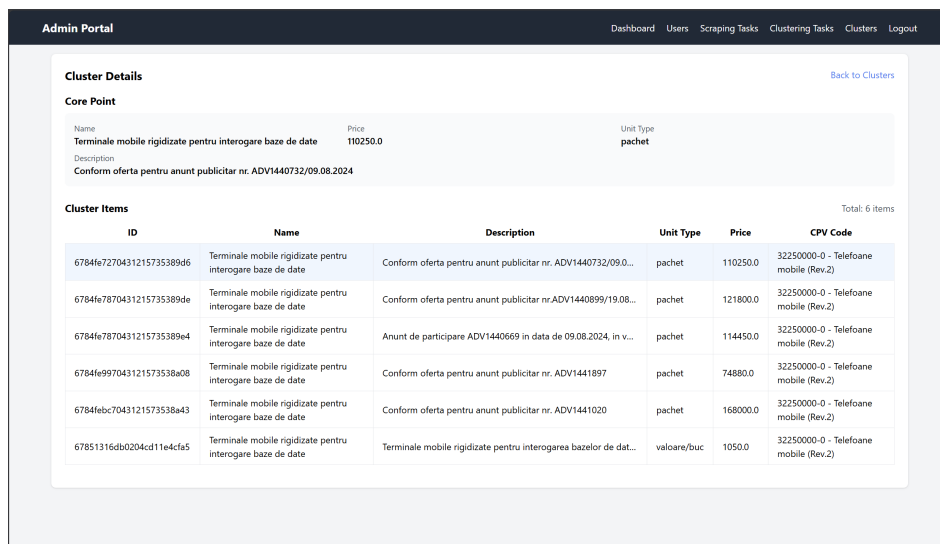 Admin Portal
Dashboard Users Scraping Tasks Clustering Tasks Clusters Logout
Cluster Details
Back to Clusters
Core Point
Name Price Unit Type
Terminale mobile rigidizate pentru interogare baze de date 110250.0 pachet
Description
Conform oferta pentru anunt publicitar nr. ADV1440732/09.08.2024
Cluster Items
Total: 6 items
ID Name Description Unit Type Price CPV Code
6784fe7270431215735389d6 Terminale mobile rigidizate pentru interogare baze de date Conform oferta pentru anunt publicitar nr. ADV1440732/09.0... pachet 110250.0 32250000-0 - Telefoane mobile (Rev.2)
6784fe7870431215735389de Terminale mobile rigidizate pentru interogare baze de date Conform oferta pentru anunt publicitar nr.ADV1440899/19.08... pachet 121800.0 32250000-0 - Telefoane mobile (Rev.2)
6784fe7870431215735389e4 Terminale mobile rigidizate pentru interogare baze de date Anunt de participare ADV1440669 in data de 09.08.2024, in v... pachet 114450.0 32250000-0 - Telefoane mobile (Rev.2)
6784fe997043121573538a08 Terminale mobile rigidizate pentru interogare baze de date Conform oferta pentru anunt publicitar nr. ADV1441897 pachet 74880.0 32250000-0 - Telefoane mobile (Rev.2)
6784febc7043121573538a43 Terminale mobile rigidizate pentru interogare baze de date Conform oferta pentru anunt publicitar nr. ADV1441020 pachet 168000.0 32250000-0 - Telefoane mobile (Rev.2)
67851316db0204cd11e4cfa5 Terminale mobile rigidizate pentru interogare baze de date Terminale mobile rigidizate pentru interogarea bazelor de dat... valoare/buc 1050.0 32250000-0 - Telefoane mobile (Rev.2)